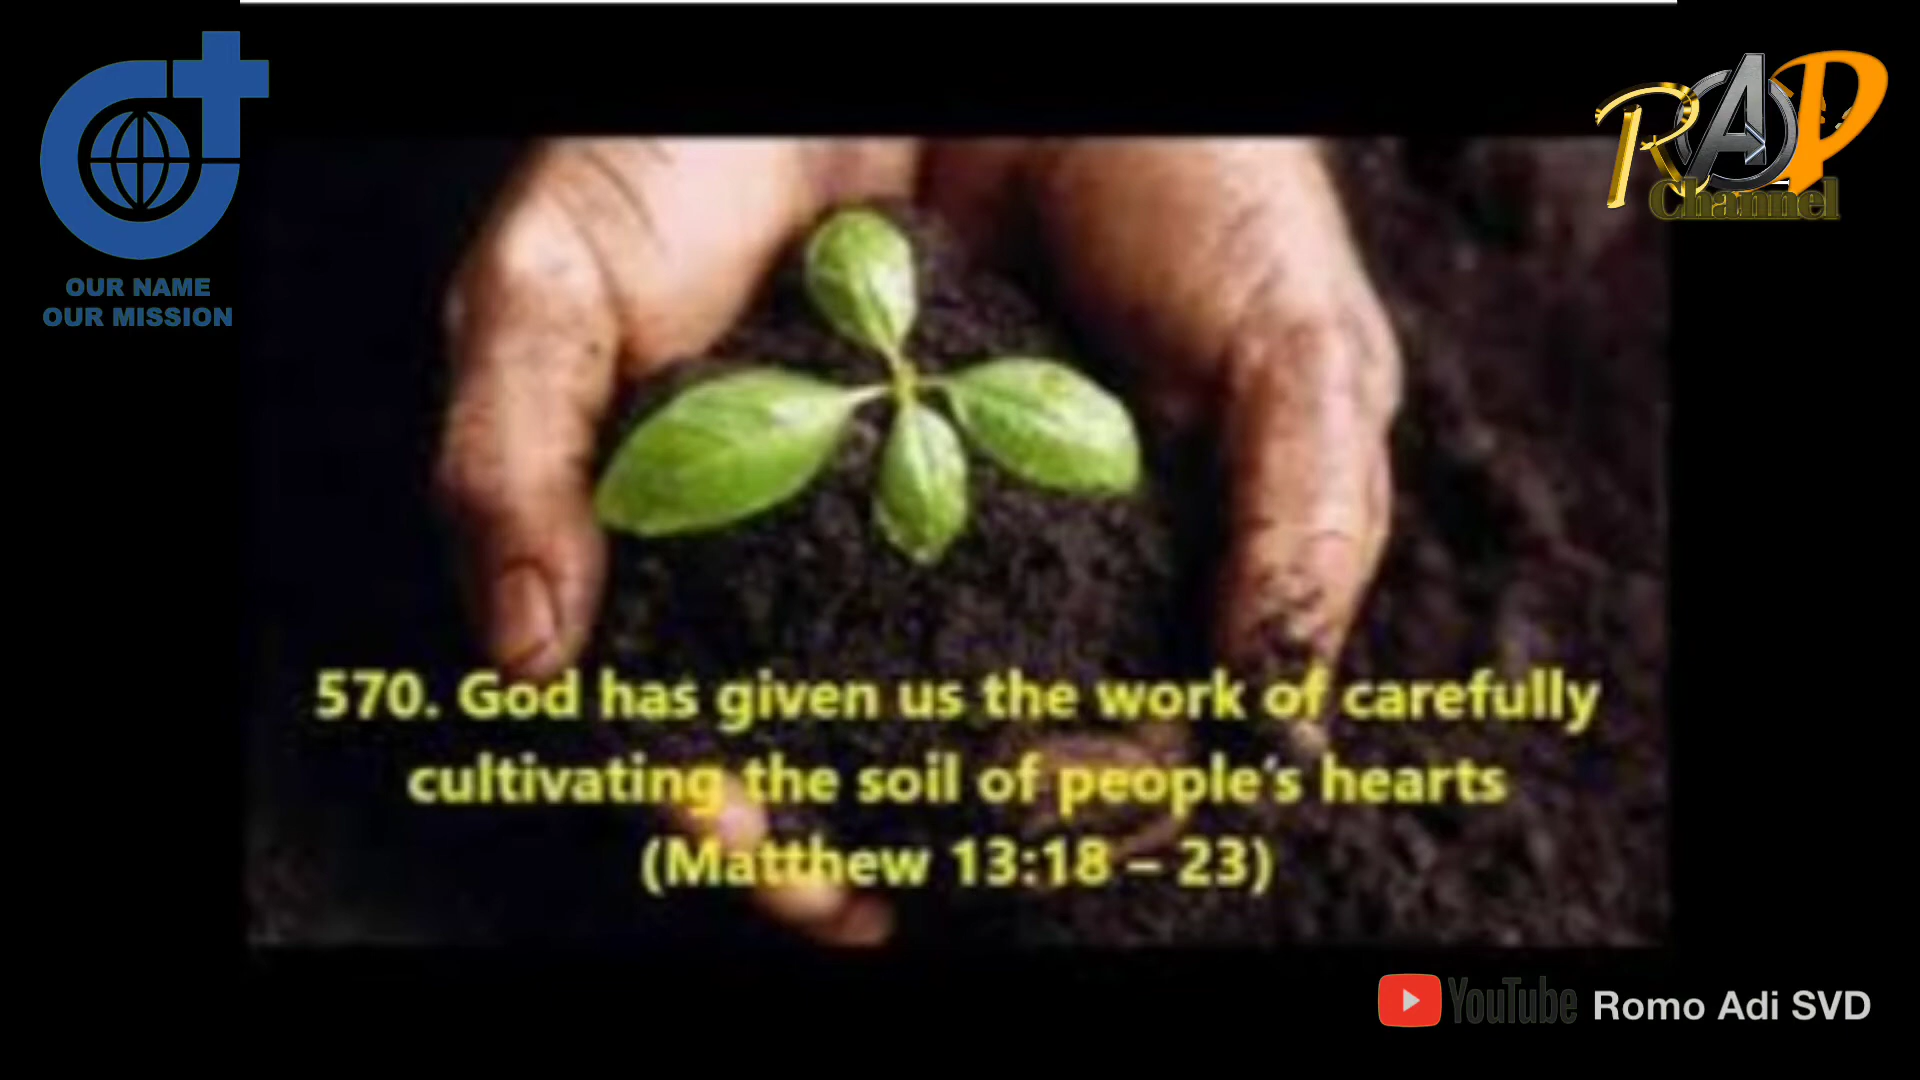 OUR NAME
OUR MISSION
RAP
Channel
570. God has given us the work of carefully
cultivating the soil of people's hearts
(Matthew 13:18 – 23)
YouTube Romo Adi SVD